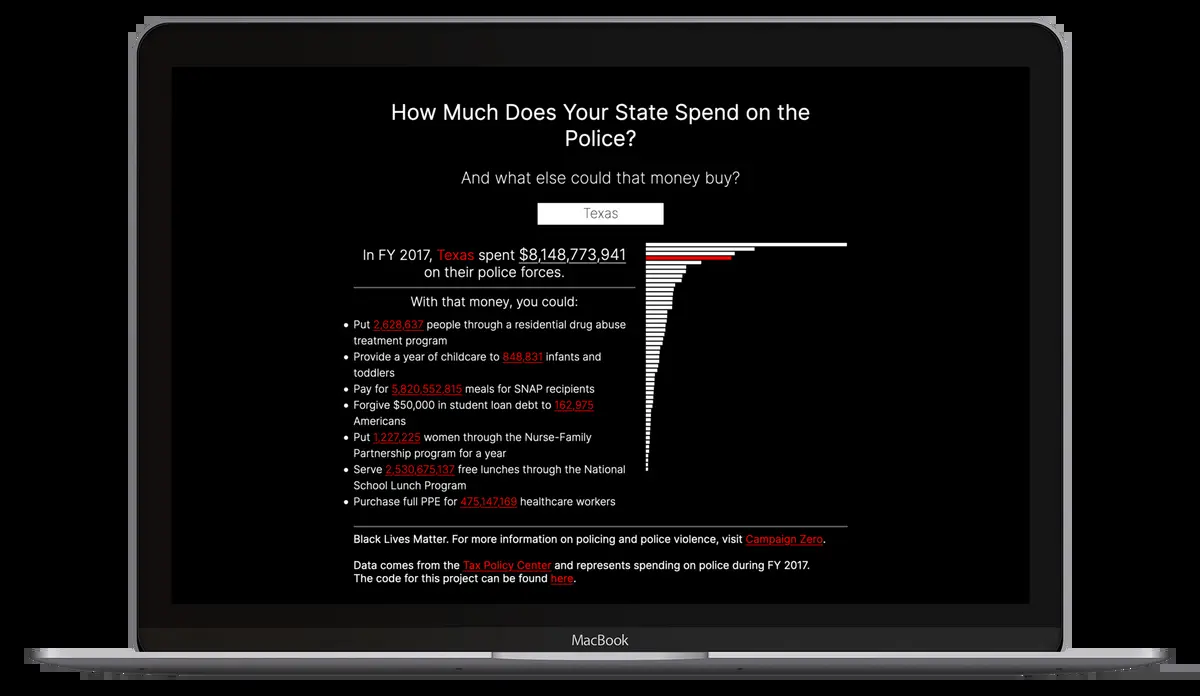 How Much Does Your State Spend on the
Police?
And what else could that money buy?
Texas
In FY 2017, Texas spent $8,148,773,941
on their police forces.
With that money, you could:
• Put 2,628,637 people through a residential drug abuse
treatment program
• Provide a year of childcare to 848,831 infants and
toddlers
• Pay for 5,820,552,815 meals for SNAP recipients
• Forgive $50,000 in student loan debt to 162,975
Americans
• Put 1,227,225 women through the Nurse-Family
Partnership program for a year
• Serve 2,530,675,137 free lunches through the National
School Lunch Program
• Purchase full PPE for 475,147,169 healthcare workers
Black Lives Matter. For more information on policing and police violence, visit Campaign Zero.
Data comes from the Tax Policy Center and represents spending on police during FY 2017.
The code for this project can be found here.
MacBook